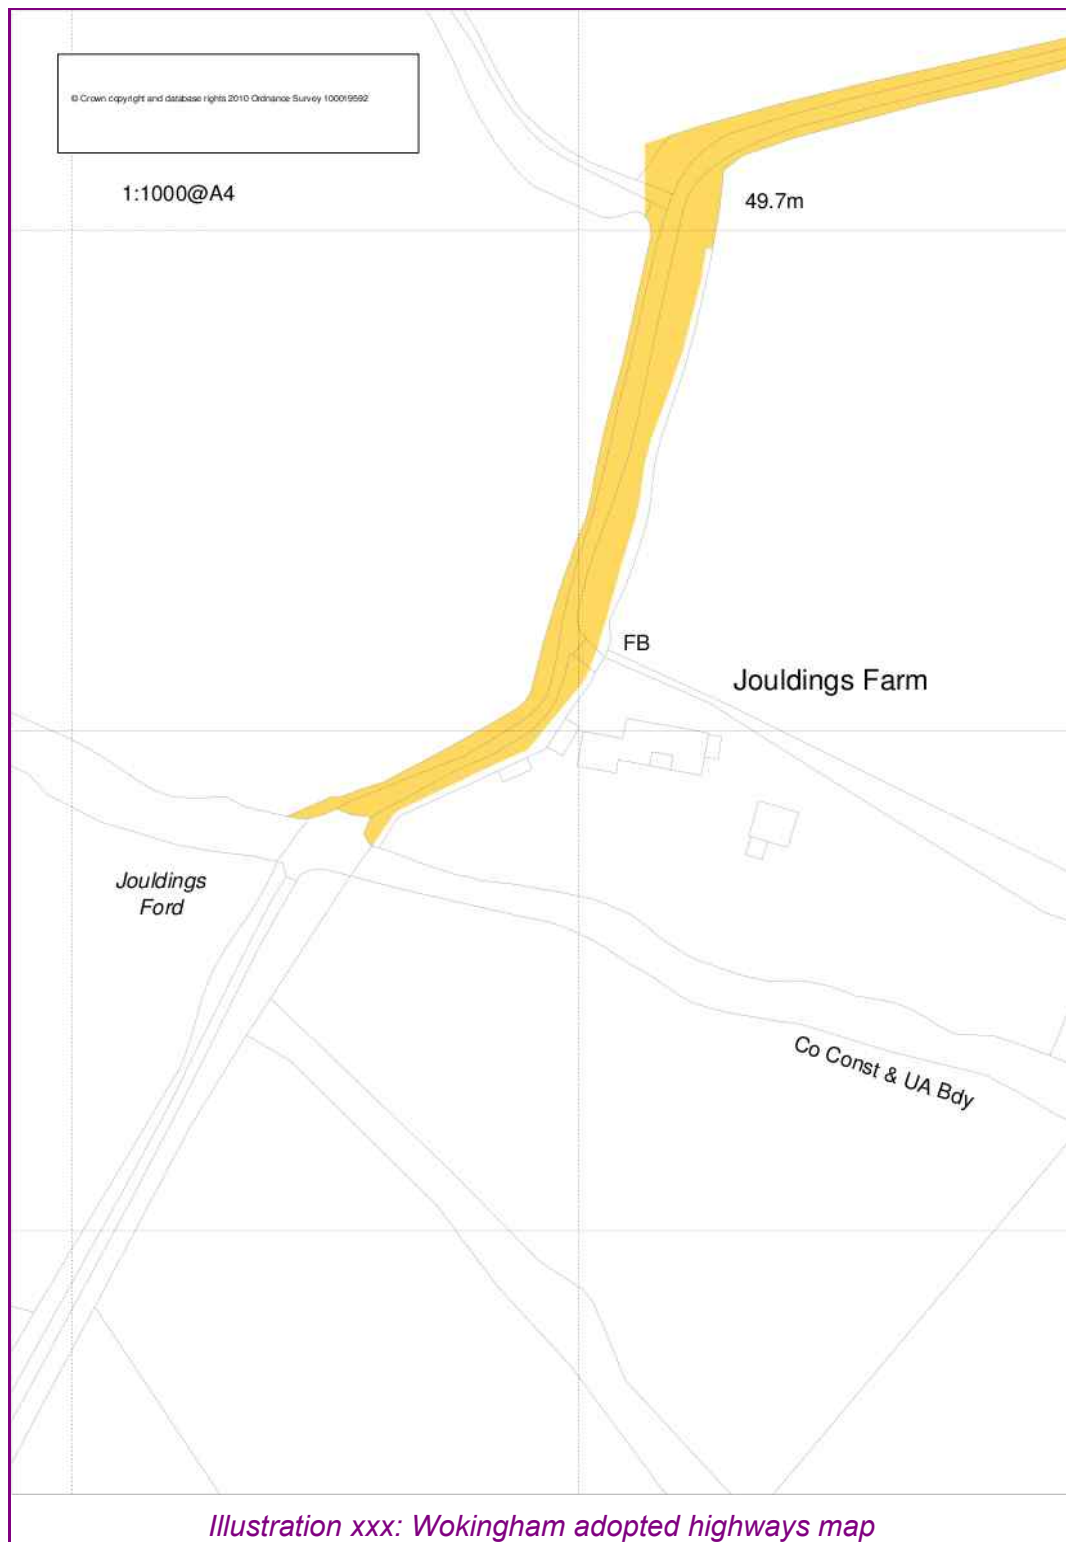 © Crown copyright and database rights 2010 Ordnance Survey 100019592
1:1000@A4
49.7m
FB
Jouldings Farm
Jouldings
Ford
Co Const & UA Bdy
Illustration xxx: Wokingham adopted highways map